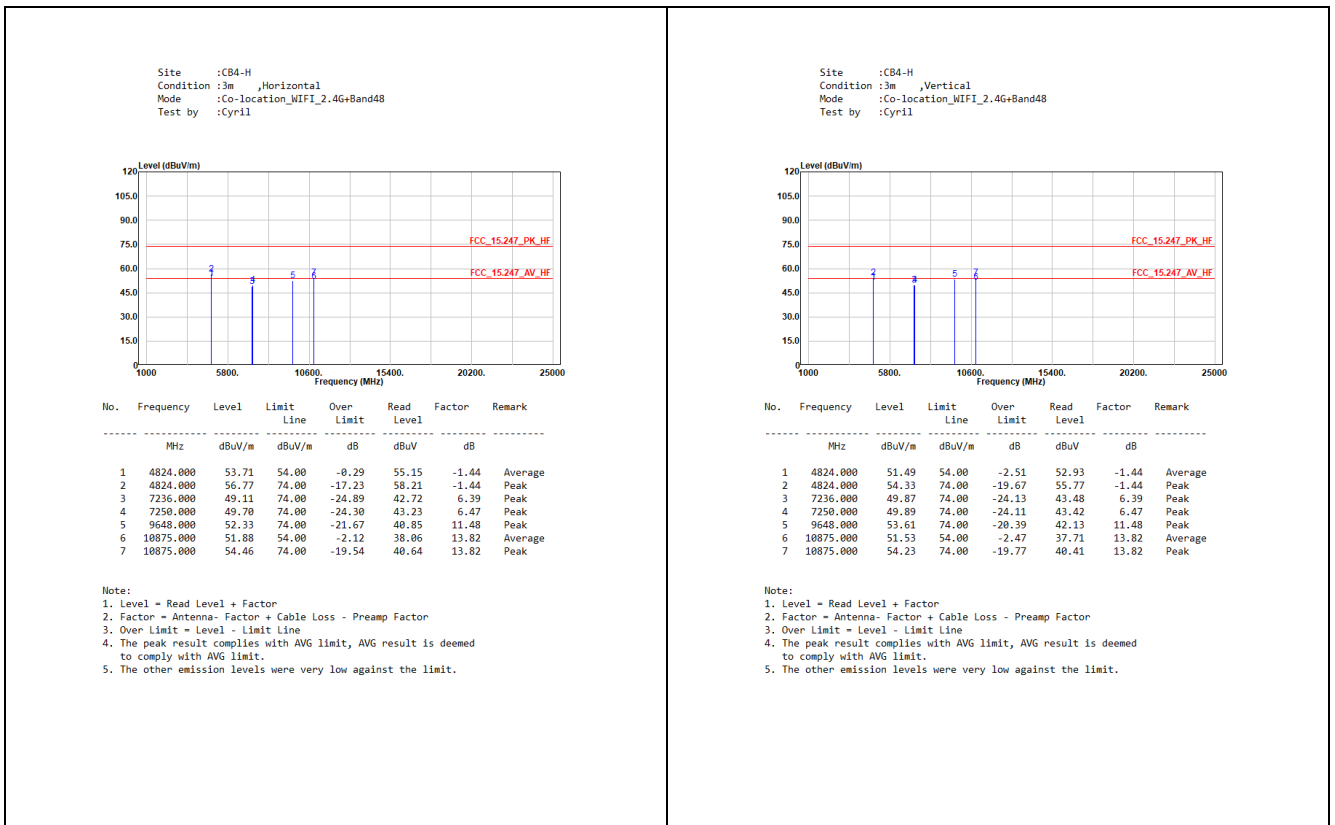 Site :CB4-H
Condition :3m ,Horizontal
Mode :Co-location_WIFI_2.4G+Band48
Test by :Cyril
Level (dBuV/m)
120
105.0
90.0
75.0
60.0
45.0
30.0
15.0
0
FCC_15.247_PK_HF
FCC_15.247_AV_HF
2
1
4
3
5
7
6
1000 5800. 10600. 15400. 20200. 25000
Frequency (MHz)
No. Frequency Level Limit Over Read Factor Remark
Line Limit Level
------ ----------- -------- -------- -------- -------- -------- ---------
MHz dBuV/m dBuV/m dB dBuV dB
1 4824.000 53.71 54.00 -0.29 55.15 -1.44 Average
2 4824.000 56.77 74.00 -17.23 58.21 -1.44 Peak
3 7236.000 49.11 74.00 -24.89 42.72 6.39 Peak
4 7250.000 49.70 74.00 -24.30 43.23 6.47 Peak
5 9648.000 52.33 74.00 -21.67 40.85 11.48 Peak
6 10875.000 51.88 54.00 -2.12 38.06 13.82 Average
7 10875.000 54.46 74.00 -19.54 40.64 13.82 Peak
Note:
1. Level = Read Level + Factor
2. Factor = Antenna- Factor + Cable Loss - Preamp Factor
3. Over Limit = Level - Limit Line
4. The peak result complies with AVG limit, AVG result is deemed
to comply with AVG limit.
5. The other emission levels were very low against the limit.
Site :CB4-H
Condition :3m ,Vertical
Mode :Co-location_WIFI_2.4G+Band48
Test by :Cyril
Level (dBuV/m)
120
105.0
90.0
75.0
60.0
45.0
30.0
15.0
0
FCC_15.247_PK_HF
FCC_15.247_AV_HF
2
5
7
6
1000 5800. 10600. 15400. 20200. 25000
Frequency (MHz)
No. Frequency Level Limit Over Read Factor Remark
Line Limit Level
------ ----------- -------- -------- -------- -------- -------- ---------
MHz dBuV/m dBuV/m dB dBuV dB
1 4824.000 51.49 54.00 -2.51 52.93 -1.44 Average
2 4824.000 54.33 74.00 -19.67 55.77 -1.44 Peak
3 7236.000 49.87 74.00 -24.13 43.48 6.39 Peak
4 7250.000 49.89 74.00 -24.11 43.42 6.47 Peak
5 9648.000 53.61 74.00 -20.39 42.13 11.48 Peak
6 10875.000 51.53 54.00 -2.47 37.71 13.82 Average
7 10875.000 54.23 74.00 -19.77 40.41 13.82 Peak
Note:
1. Level = Read Level + Factor
2. Factor = Antenna- Factor + Cable Loss - Preamp Factor
3. Over Limit = Level - Limit Line
4. The peak result complies with AVG limit, AVG result is deemed
to comply with AVG limit.
5. The other emission levels were very low against the limit.